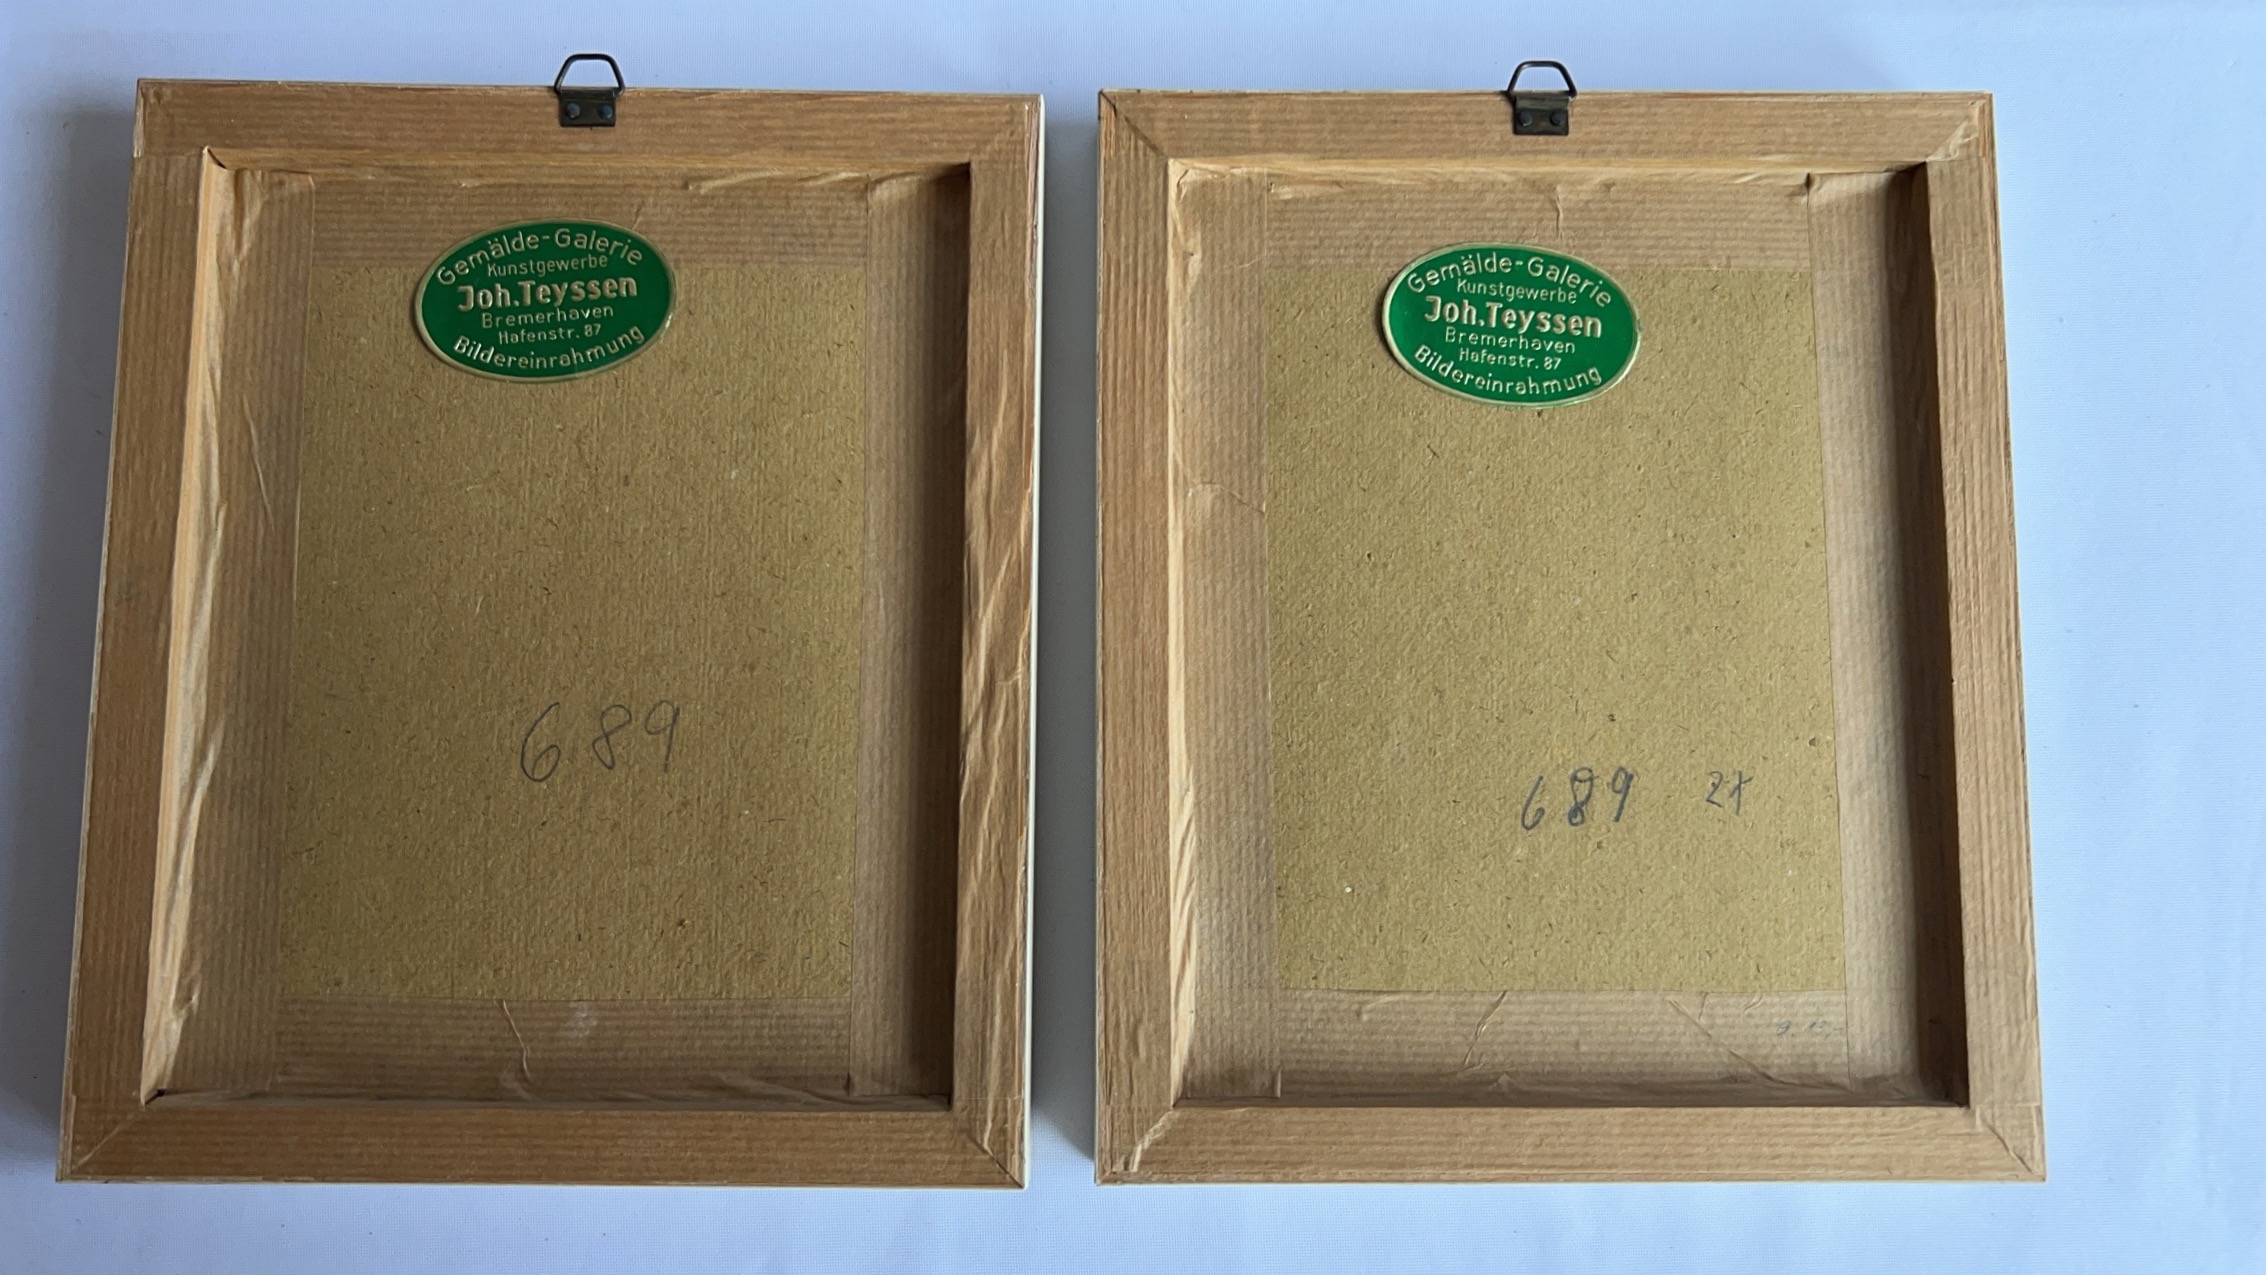 Gemälde-Galerie
Kunstgewerbe
Joh.Teyssen
Bremerhaven
Hafenstr. 87
Bildereinrahmung
689
Gemälde-Galerie
Kunstgewerbe
Joh.Teyssen
Bremerhaven
Hafenstr. 87
Bildereinrahmung
689 2x